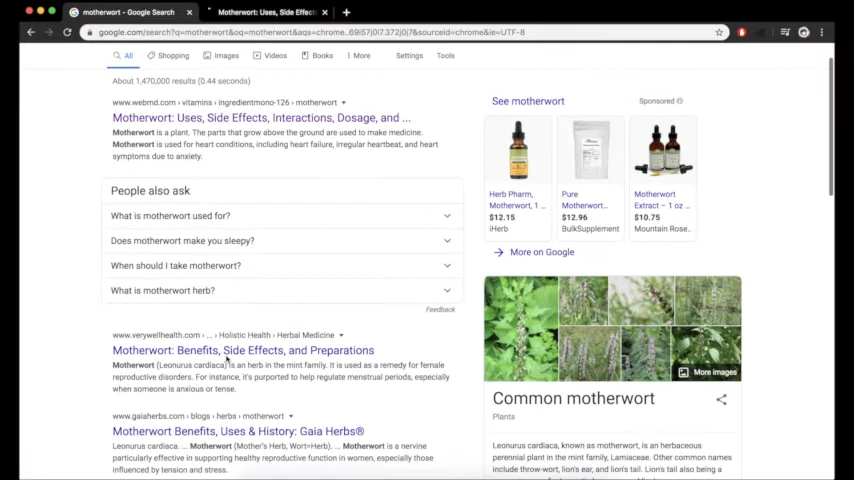 motherwort - Google Search
Motherwort: Uses, Side Effect
google.com/search?q=motherwort&oq=motherwort&aqs=chrome..69i57j0l7.372j0j7&sourceid=chrome&ie=UTF-8
All Shopping Images Videos Books More Settings Tools
About 1,470,000 results (0.44 seconds)
www.webmd.com › vitamins › ingredientmono-126 › motherwort
Motherwort: Uses, Side Effects, Interactions, Dosage, and ...
Motherwort is a plant. The parts that grow above the ground are used to make medicine.
Motherwort is used for heart conditions, including heart failure, irregular heartbeat, and heart
symptoms due to anxiety.
People also ask
What is motherwort used for?
Does motherwort make you sleepy?
When should I take motherwort?
What is motherwort herb?
Feedback
www.verywellhealth.com › ... › Holistic Health › Herbal Medicine
Motherwort: Benefits, Side Effects, and Preparations
Motherwort (Leonurus cardiaca) is an herb in the mint family. It is used as a remedy for female
reproductive disorders. For instance, it's purported to help regulate menstrual periods, especially
when someone is anxious or tense.
www.gaiaherbs.com › blogs › herbs › motherwort
Motherwort Benefits, Uses & History: Gaia Herbs®
Leonurus cardiaca. ... Motherwort (Mother's Herb, Wort=Herb). ... Motherwort is a nervine
particularly effective in supporting healthy reproductive function in women, especially those
influenced by tension and stress.
See motherwort
Sponsored
Herb Pharm,
Motherwort, 1 ...
$12.15
iHerb
Pure
Motherwort...
$12.96
BulkSupplement
Motherwort
Extract – 1 oz ...
$10.75
Mountain Rose..
More on Google
More images
Common motherwort
Plants
Leonurus cardiaca, known as motherwort, is an herbaceous
perennial plant in the mint family, Lamiaceae. Other common names
include throw-wort, lion's ear, and lion's tail. Lion's tail also being a